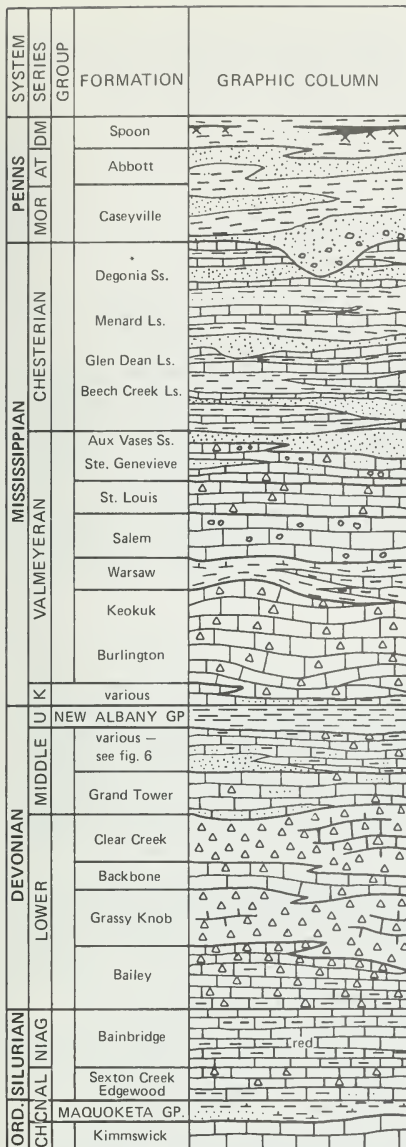 SYSTEM
SERIES
GROUP
FORMATION
GRAPHIC COLUMN
PENNS
DM
AT
MOR
Spoon
Abbott
Caseyville
MISSISSIPPIAN
CHESTERIAN
Degonia Ss.
Menard Ls.
Glen Dean Ls.
Beech Creek Ls.
VALMEYERAN
Aux Vases Ss.
Ste. Genevieve
St. Louis
Salem
Warsaw
Keokuk
Burlington
K
various
DEVONIAN
U
NEW ALBANY GP
MIDDLE
various —
see fig. 6
Grand Tower
LOWER
Clear Creek
Backbone
Grassy Knob
Bailey
SILURIAN
NIAG
Bainbridge
(red)
AL
Sexton Creek
Edgewood
ORD.
CN
MAQUOKETA GP.
CH
Kimmswick